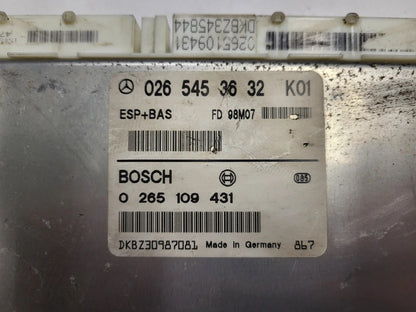 0265109431
DKBZ345844
026 545 36 32 K01
ESP+BAS FD 98M07
BOSCH
085
0 265 109 431
DKBZ30987081 Made in Germany 867